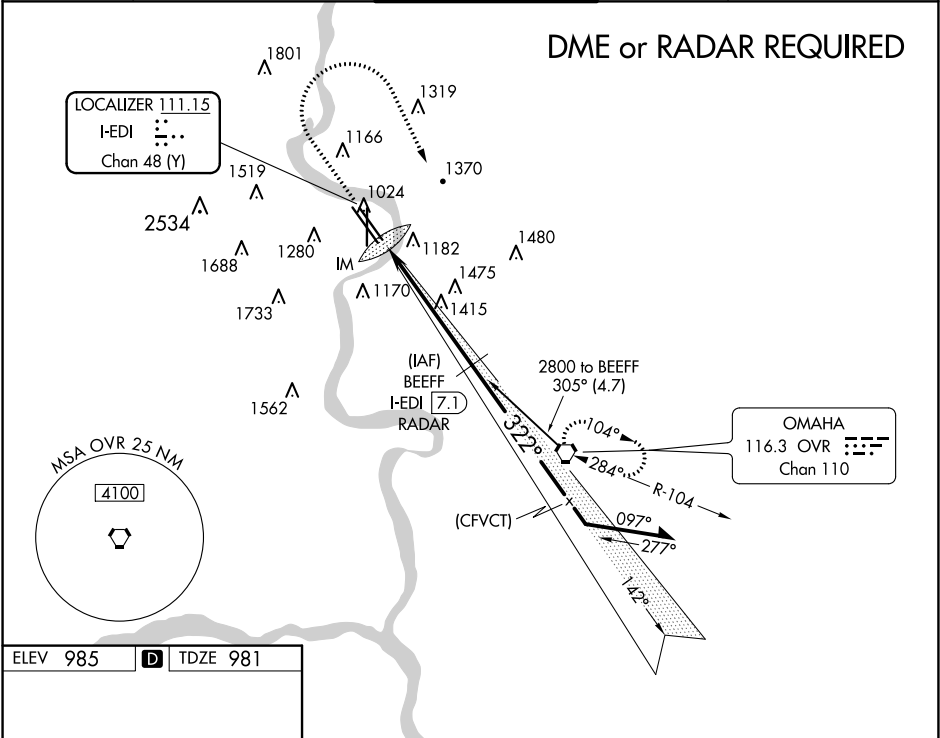 DME or RADAR REQUIRED
1801
1319
LOCALIZER 111.15
I-EDI
Chan 48 (Y)
1166
1370
1519
1024
2534
1280
1182
1480
1688
IM
1475
1170
1733
1415
(IAF)
BEEFF
I-EDI 7.1
RADAR
2800 to BEEFF
305° (4.7)
1562
322°
104°
OMAHA
116.3 OVR
Chan 110
284°
R-104
MSA OVR 25 NM
4100
(CFVCT)
097°
277°
142°
ELEV 985 D TDZE 981